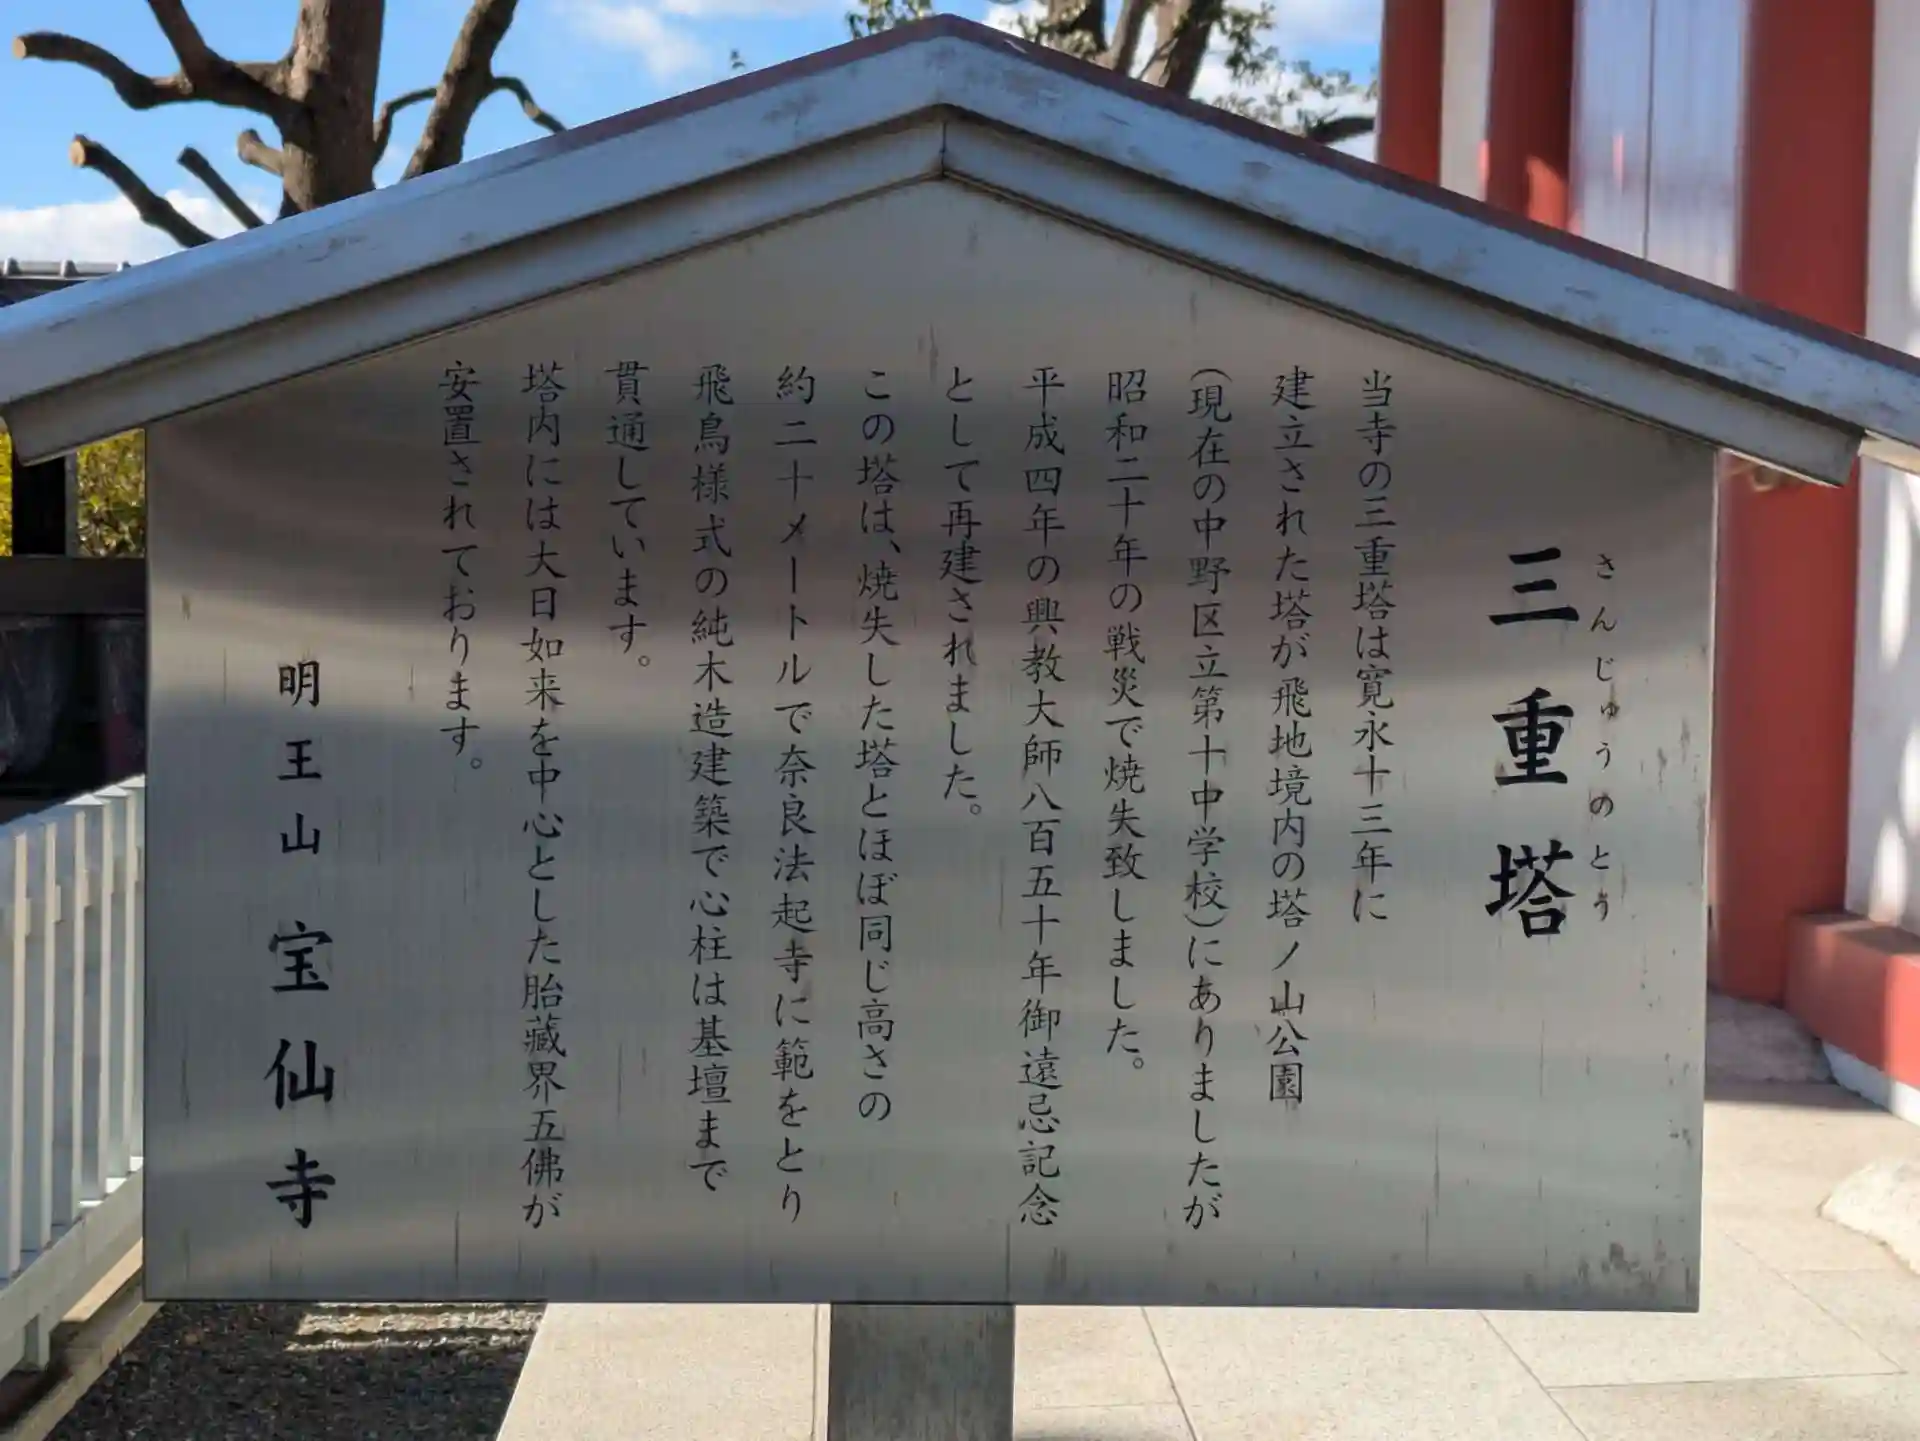 三重塔
さんじゅうのとう
当寺の三重塔は寛永十三年に
建立された塔が飛地境内の塔ノ山公園
(現在の中野区立第十中学校)にありましたが
昭和二十年の戦災で焼失致しました。
平成四年の興教大師八百五十年御遠忌記念
として再建されました。
この塔は、焼失した塔とほぼ同じ高さの
約二十メートルで奈良法起寺に範をとり
飛鳥様式の純木造建築で心柱は基壇まで
貫通しています。
塔内には大日如来を中心とした胎藏界五佛が
安置されております。
明王山 宝仙寺